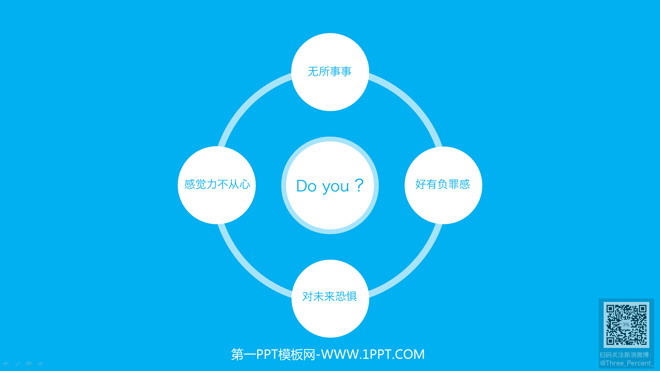 无所事事
感觉力不从心
Do you ?
好有负罪感
对未来恐惧
第一PPT模板网-WWW.1PPT.COM
扫码关注新浪微博
@Three_Percent_